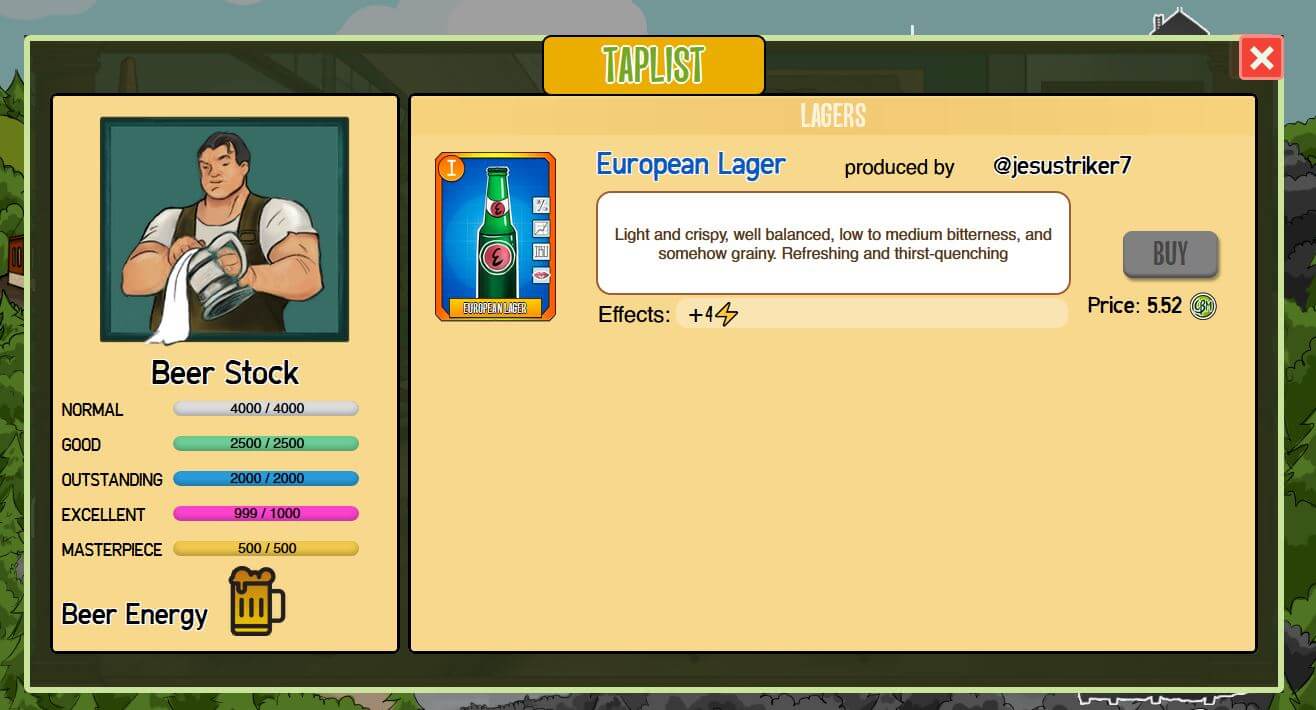 TAPLIST
LAGERS
I
EUROPEAN LAGER
European Lager produced by @jesustriker7
Light and crispy, well balanced, low to medium bitterness, and
somehow grainy. Refreshing and thirst-quenching
BUY
Effects: +4
Price: 5.52
Beer Stock
NORMAL 4000 / 4000
GOOD 2500 / 2500
OUTSTANDING 2000 / 2000
EXCELLENT 999 / 1000
MASTERPIECE 500 / 500
Beer Energy